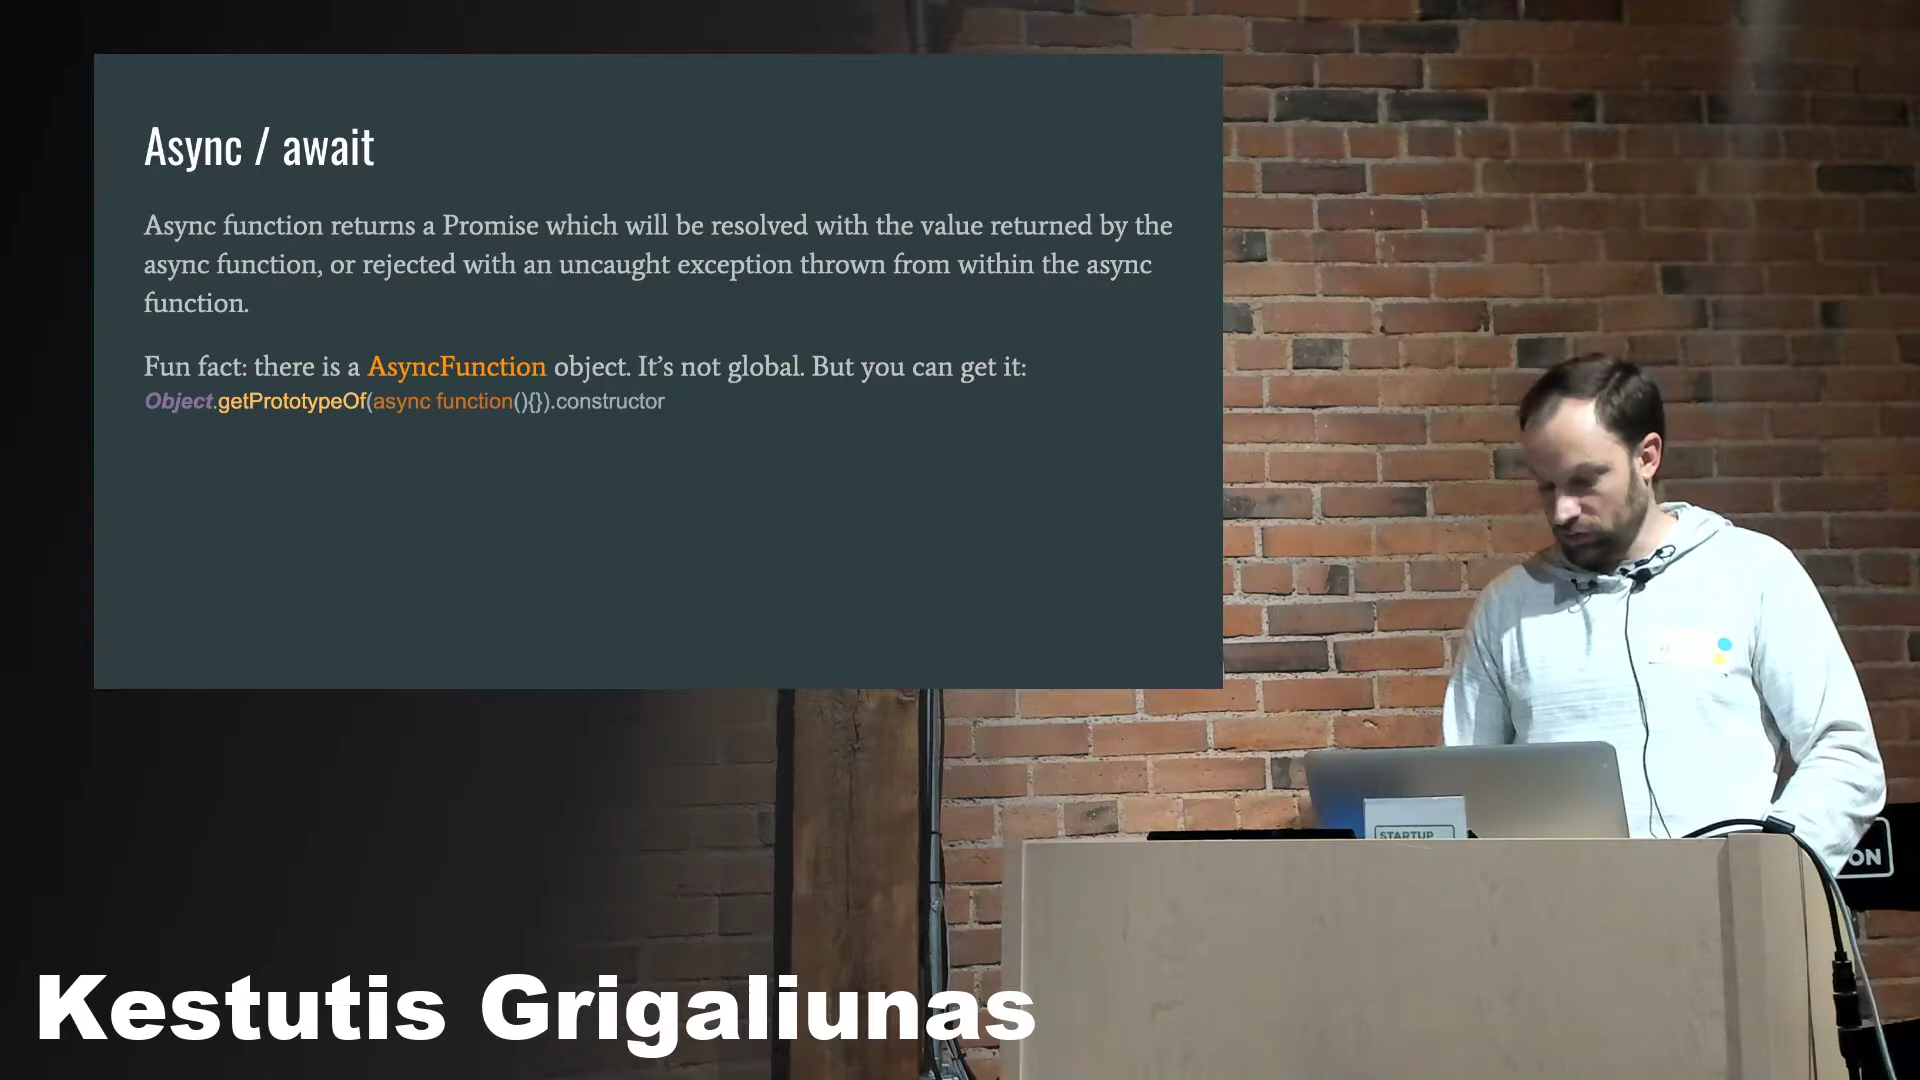 Async / await
Async function returns a Promise which will be resolved with the value returned by the
async function, or rejected with an uncaught exception thrown from within the async
function.
Fun fact: there is a AsyncFunction object. It’s not global. But you can get it:
Object.getPrototypeOf(async function(){}).constructor
STARTUP
ON
Kestutis Grigaliunas